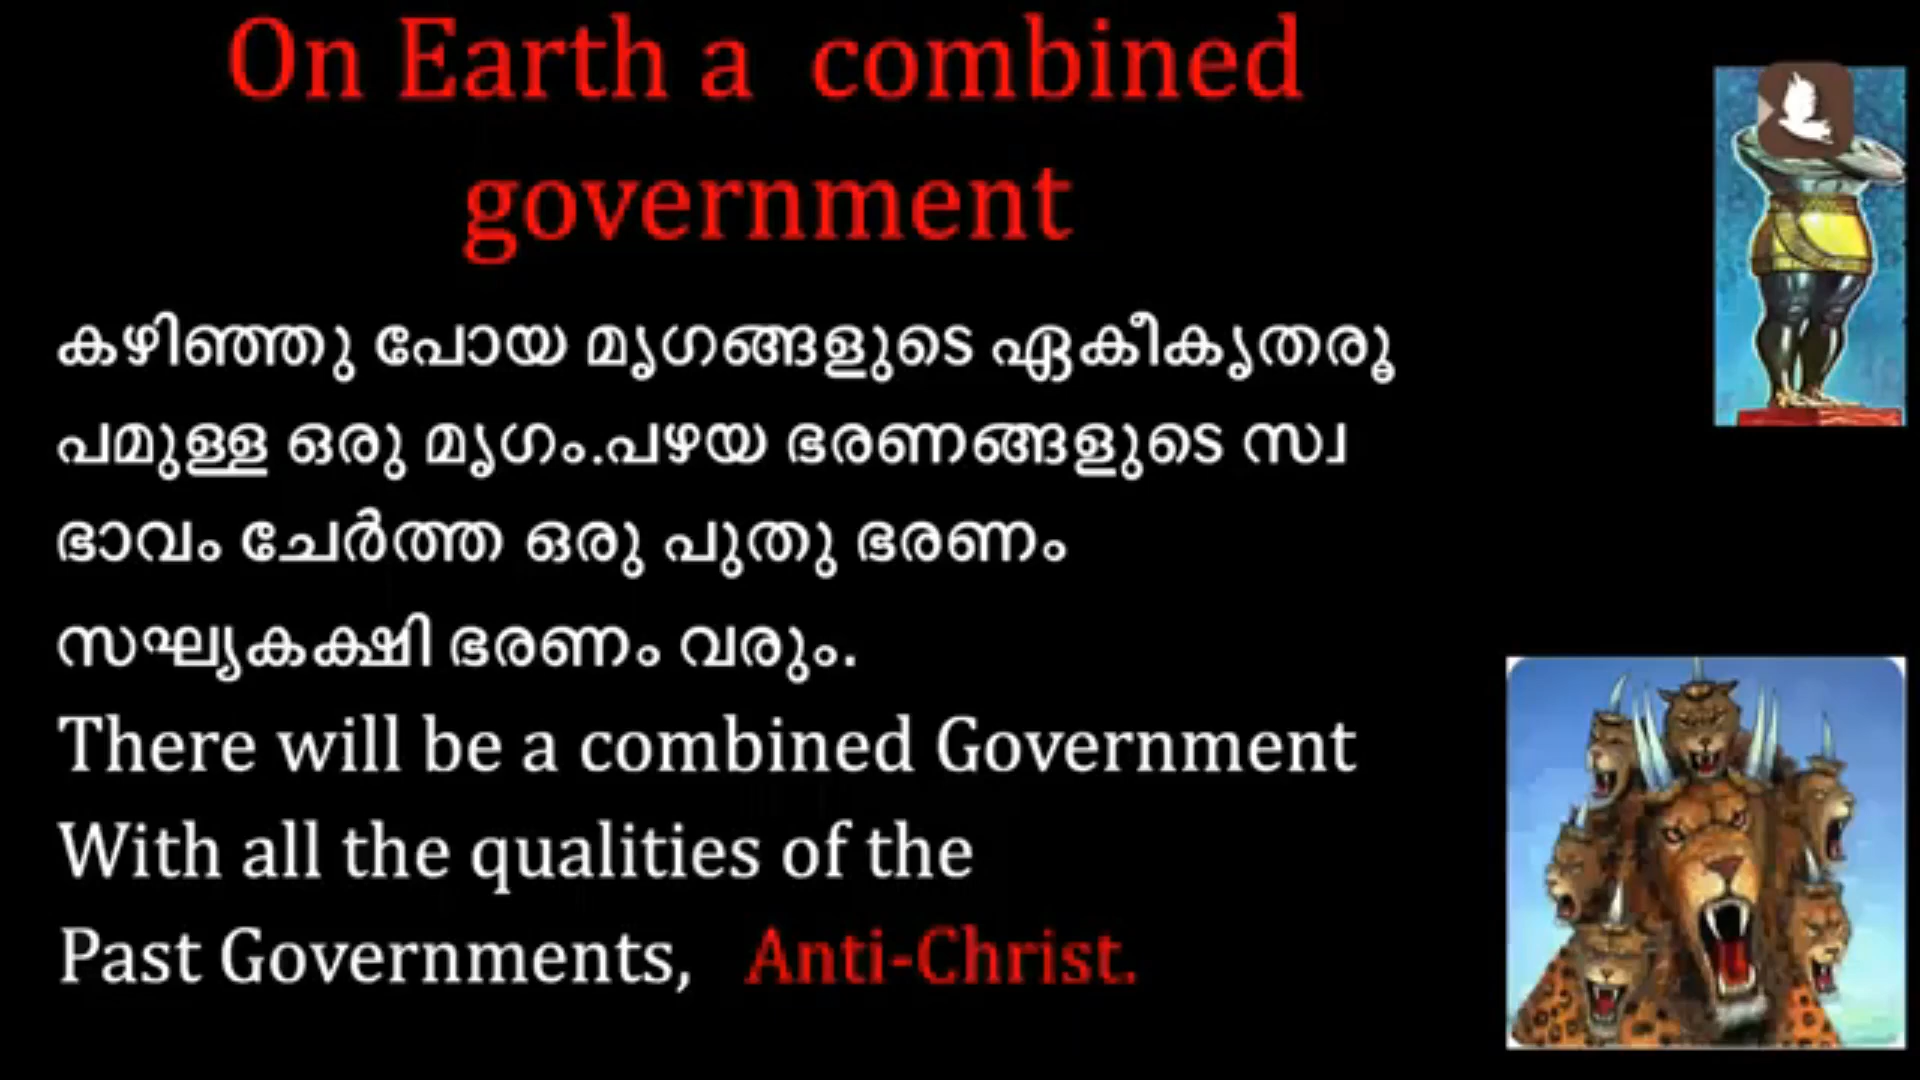 On Earth a combined
government
കഴിഞ്ഞു പോയ മൃഗങ്ങളുടെ ഏകീകൃതരൂ
പമുള്ള ഒരു മൃഗം.പഴയ ഭരണങ്ങളുടെ സ്വ
ഭാവം ചേർത്ത ഒരു പുതു ഭരണം
സഘ്യകക്ഷി ഭരണം വരും.
There will be a combined Government
With all the qualities of the
Past Governments, Anti-Christ.